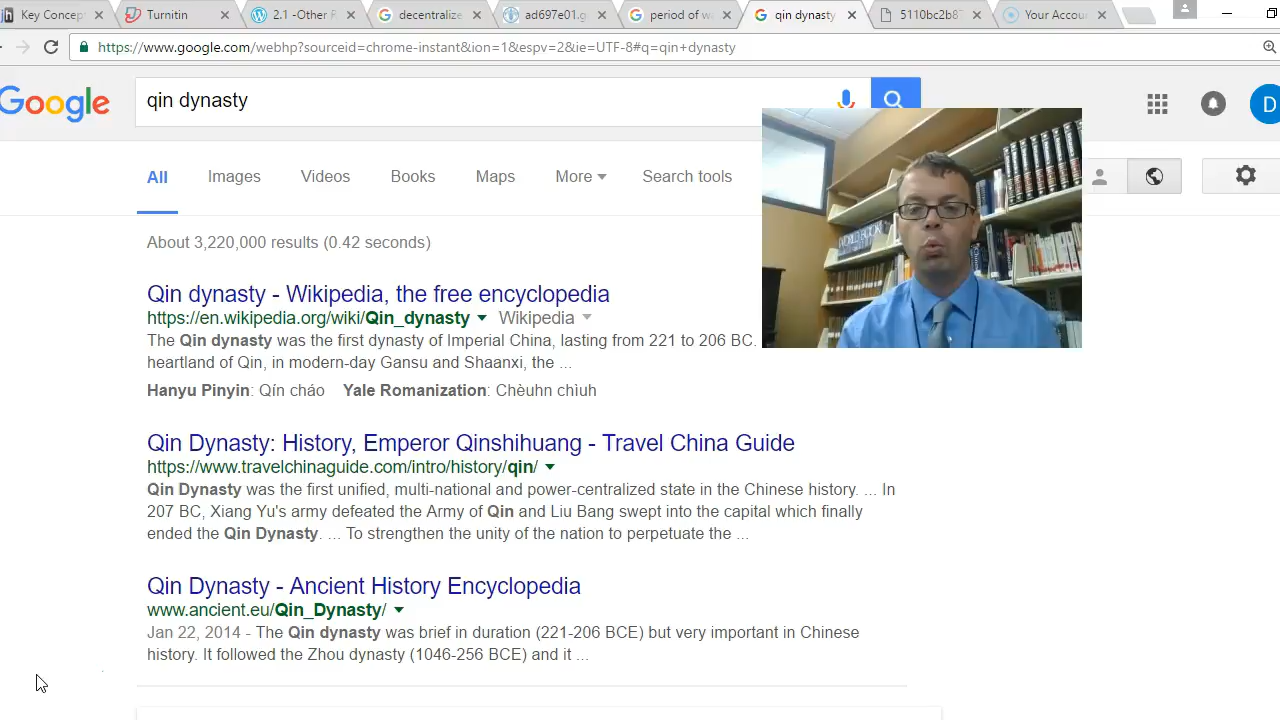 Key Concept
Turnitin
2.1 -Other P
decentralize
ad697e01.g
period of w
qin dynasty
5110bc2b8
Your Accou
https://www.google.com/webhp?sourceid=chrome-instant&ion=1&espv=2&ie=UTF-8#q=qin+dynasty
Google
qin dynasty
D
All Images Videos Books Maps More Search tools
About 3,220,000 results (0.42 seconds)
Qin dynasty - Wikipedia, the free encyclopedia
https://en.wikipedia.org/wiki/Qin_dynasty Wikipedia
The Qin dynasty was the first dynasty of Imperial China, lasting from 221 to 206 BC.
heartland of Qin, in modern-day Gansu and Shaanxi, the ...
Hanyu Pinyin: Qín cháo Yale Romanization: Chèuhn chìuh
Qin Dynasty: History, Emperor Qinshihuang - Travel China Guide
https://www.travelchinaguide.com/intro/history/qin/
Qin Dynasty was the first unified, multi-national and power-centralized state in the Chinese history. ... In
207 BC, Xiang Yu's army defeated the Army of Qin and Liu Bang swept into the capital which finally
ended the Qin Dynasty. ... To strengthen the unity of the nation to perpetuate the ...
Qin Dynasty - Ancient History Encyclopedia
www.ancient.eu/Qin_Dynasty/
Jan 22, 2014 - The Qin dynasty was brief in duration (221-206 BCE) but very important in Chinese
history. It followed the Zhou dynasty (1046-256 BCE) and it ...
WORLD BOOK